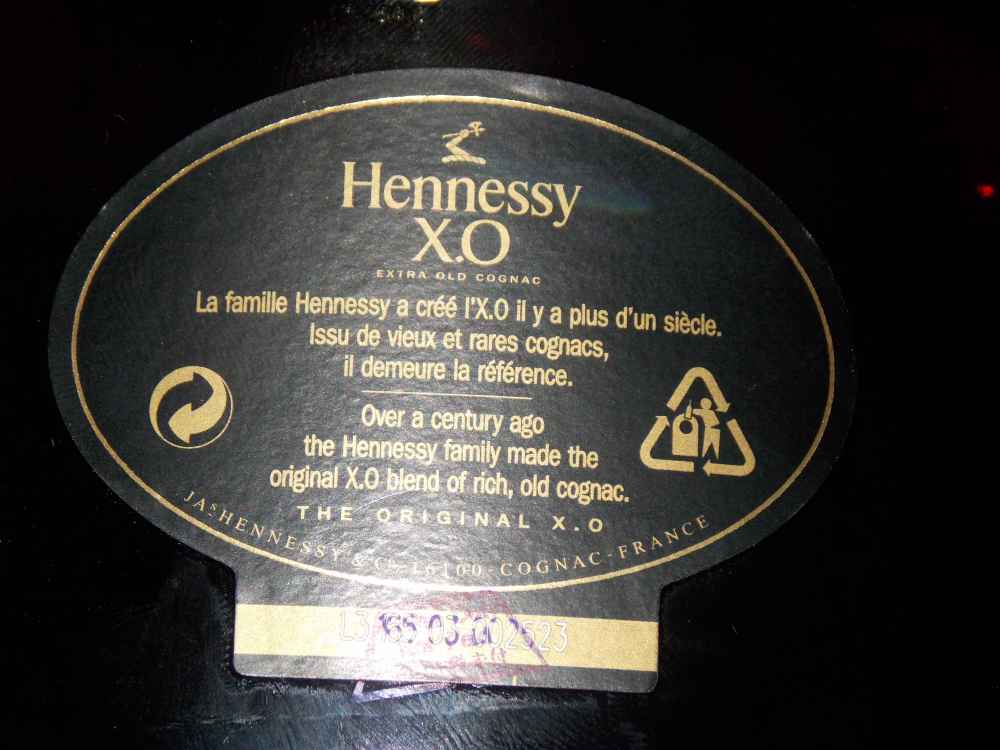 Hennessy
X.O
EXTRA OLD COGNAC
La famille Hennessy a créé l'X.O il y a plus d'un siècle.
Issu de vieux et rares cognacs,
il demeure la référence.
Over a century ago
the Hennessy family made the
original X.O blend of rich, old cognac.
THE ORIGINAL X.O
JAS HENNESSY & Co - 16100 - COGNAC - FRANCE